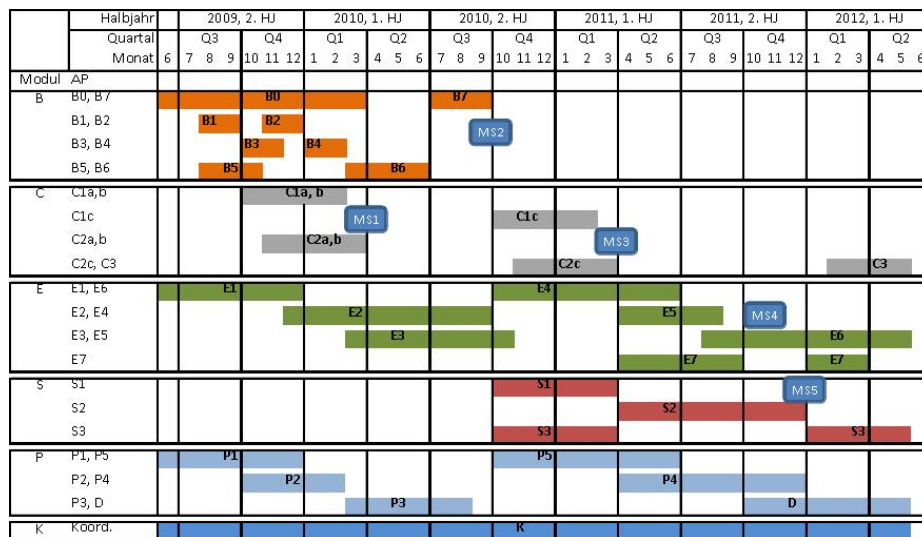 Halbjahr 2009, 2. HJ 2010, 1. HJ 2010, 2. HJ 2011, 1. HJ 2011, 2. HJ 2012, 1. HJ
Quartal Q3 Q4 Q1 Q2 Q3 Q4 Q1 Q2 Q3 Q4 Q1 Q2
Monat 6 7 8 9 10 11 12 1 2 3 4 5 6 7 8 9 10 11 12 1 2 3 4 5 6 7 8 9 10 11 12 1 2 3 4 5 6
Modul AP
B B0, B7 B0 B7
B1, B2 B1 B2 MS2
B3, B4 B3 B4
B5, B6 B5 B6
C C1a,b C1a, b
C1c MS1 C1c
C2a,b C2a,b MS3
C2c, C3 C2c C3
E E1, E6 E1 E4
E2, E4 E2 E5 MS4
E3, E5 E3 E6
E7 E7 E7
S S1 S1 MS5
S2 S2
S3 S3 S3
P P1, P5 P1 P5
P2, P4 P2 P4
P3, D P3 D
K Koord. K